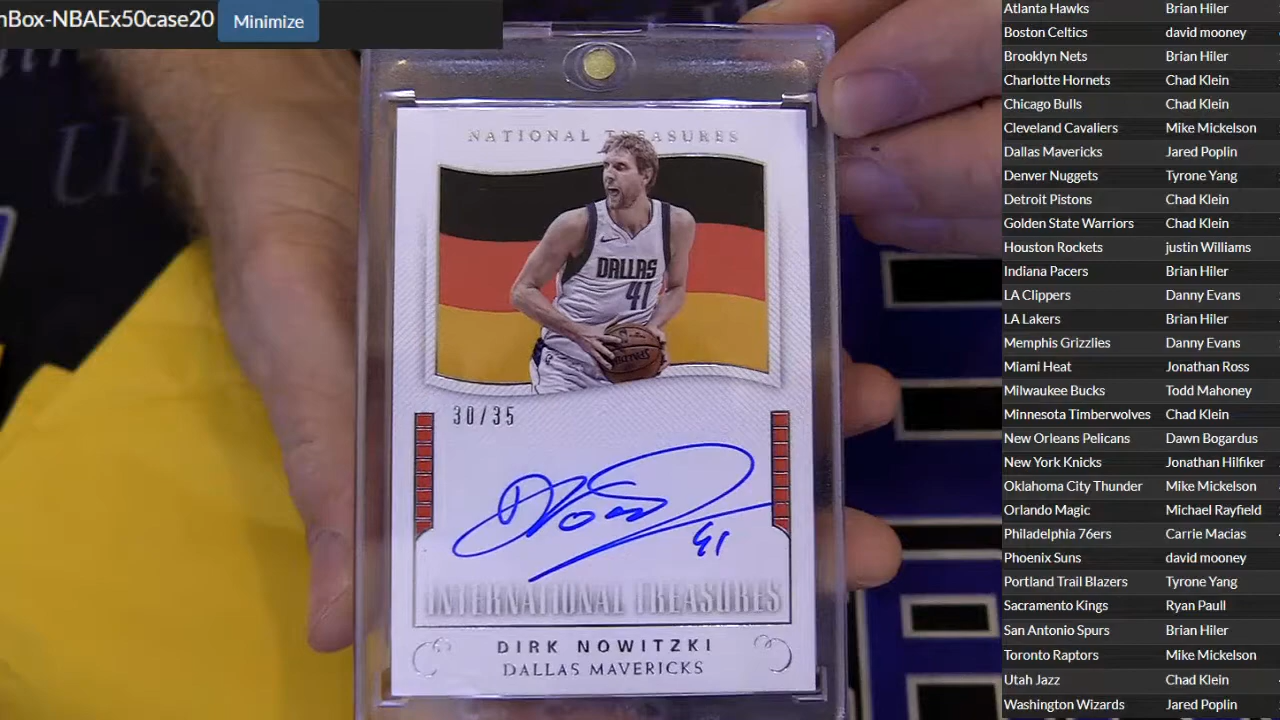 nBox-NBAEx50case20 Minimize
NATIONAL TREASURES
DALLAS
41
SPALDING
30/35
41
INTERNATIONAL TREASURES
DIRK NOWITZKI
DALLAS MAVERICKS
Atlanta Hawks Brian Hiler
Boston Celtics david mooney
Brooklyn Nets Brian Hiler
Charlotte Hornets Chad Klein
Chicago Bulls Chad Klein
Cleveland Cavaliers Mike Mickelson
Dallas Mavericks Jared Poplin
Denver Nuggets Tyrone Yang
Detroit Pistons Chad Klein
Golden State Warriors Chad Klein
Houston Rockets justin Williams
Indiana Pacers Brian Hiler
LA Clippers Danny Evans
LA Lakers Brian Hiler
Memphis Grizzlies Danny Evans
Miami Heat Jonathan Ross
Milwaukee Bucks Todd Mahoney
Minnesota Timberwolves Chad Klein
New Orleans Pelicans Dawn Bogardus
New York Knicks Jonathan Hilfiker
Oklahoma City Thunder Mike Mickelson
Orlando Magic Michael Rayfield
Philadelphia 76ers Carrie Macias
Phoenix Suns david mooney
Portland Trail Blazers Tyrone Yang
Sacramento Kings Ryan Paull
San Antonio Spurs Brian Hiler
Toronto Raptors Mike Mickelson
Utah Jazz Chad Klein
Washington Wizards Jared Poplin